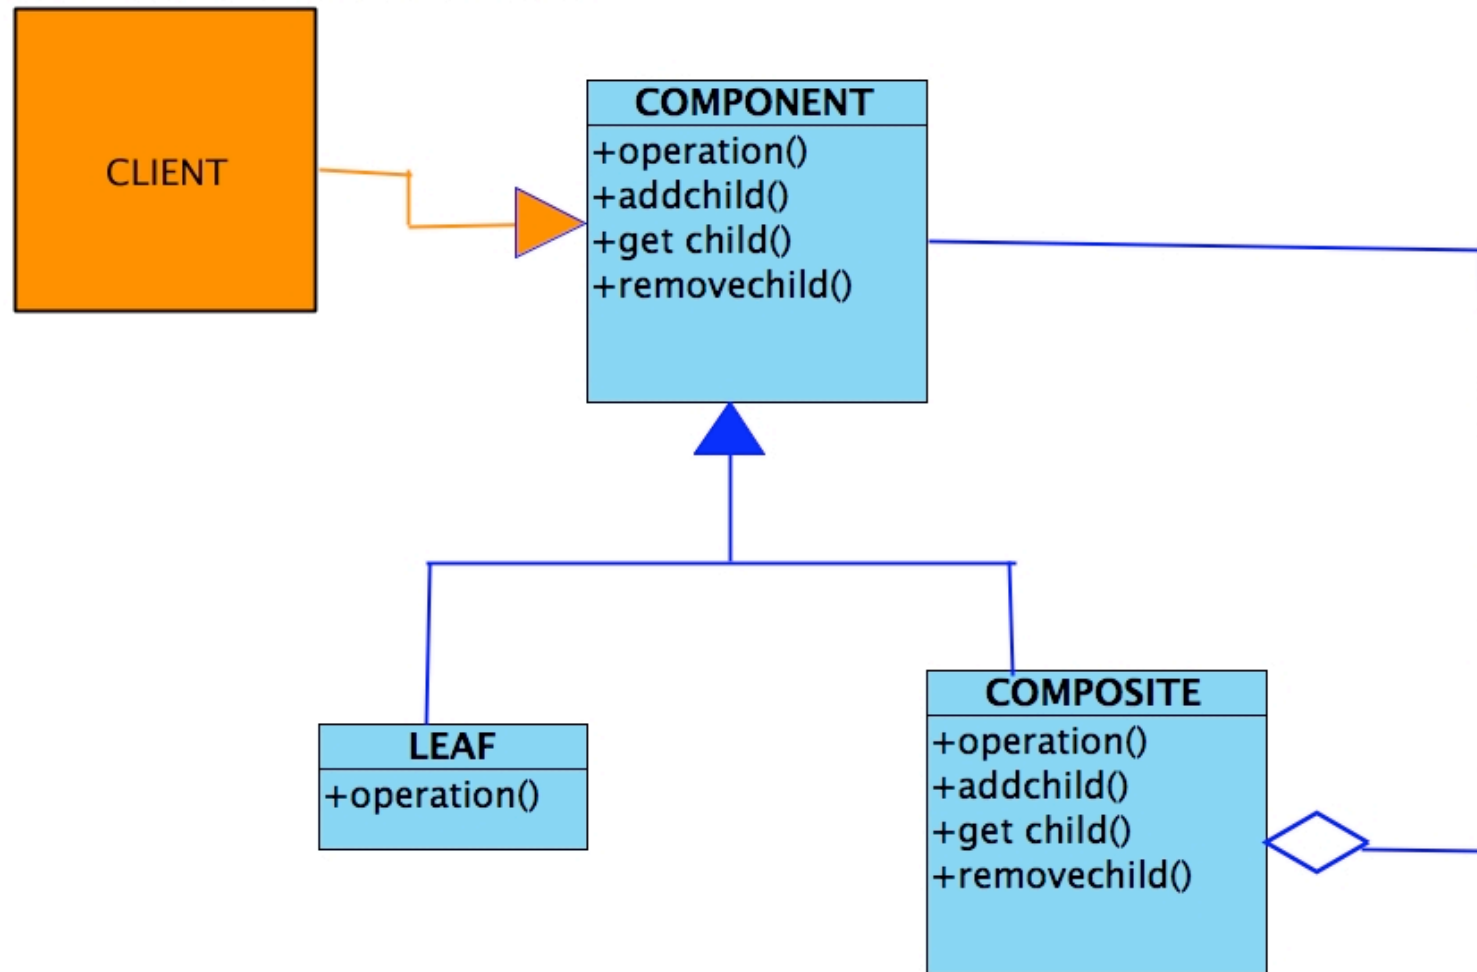 CLIENT
COMPONENT
+operation()
+addchild()
+get child()
+removechild()
LEAF
+operation()
COMPOSITE
+operation()
+addchild()
+get child()
+removechild()